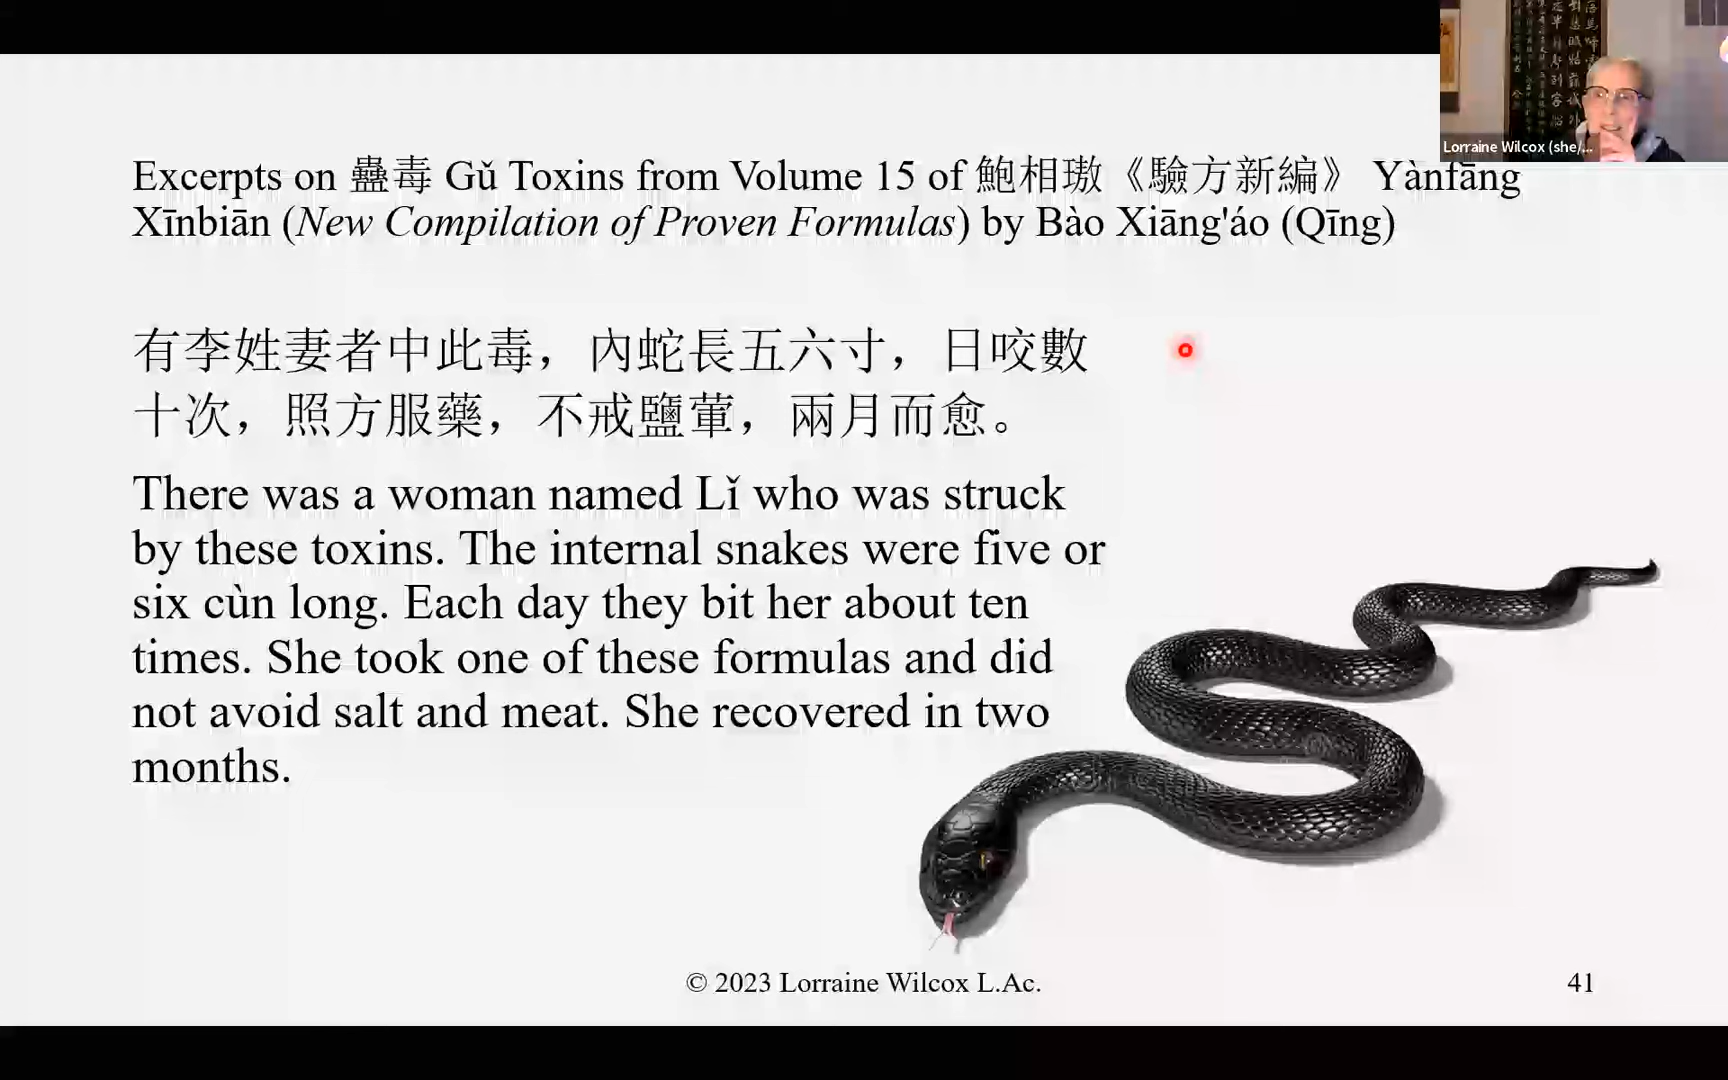 Lorraine Wilcox (she/...
Excerpts on 蠱毒 Gǔ Toxins from Volume 15 of 鮑相璈《驗方新編》 Yànfāng
Xīnbiān (New Compilation of Proven Formulas) by Bào Xiāng'áo (Qīng)
有李姓妻者中此毒，內蛇長五六寸，日咬數
十次，照方服藥，不戒鹽葷，兩月而愈。
There was a woman named Lǐ who was struck
by these toxins. The internal snakes were five or
six cùn long. Each day they bit her about ten
times. She took one of these formulas and did
not avoid salt and meat. She recovered in two
months.
© 2023 Lorraine Wilcox L.Ac.
41